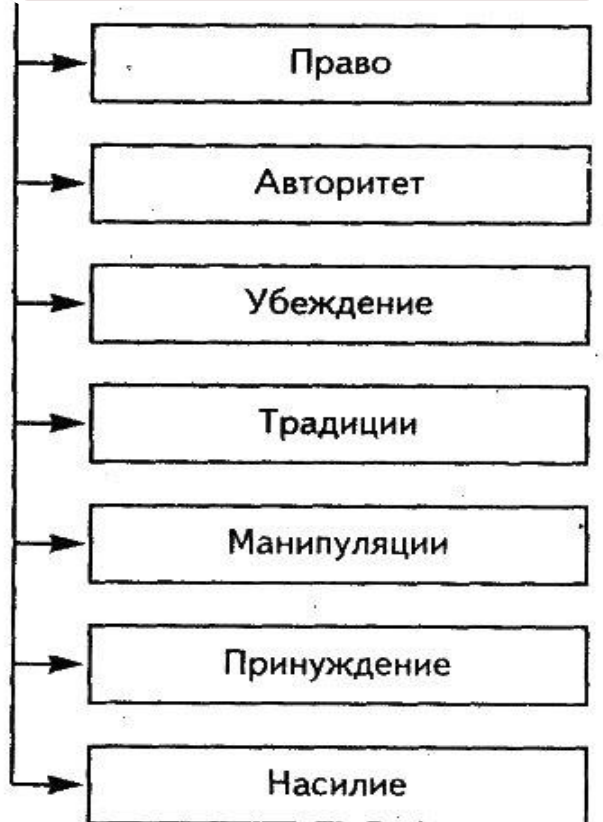 Право
Авторитет
Убеждение
Традиции
Манипуляции
Принуждение
Насилие